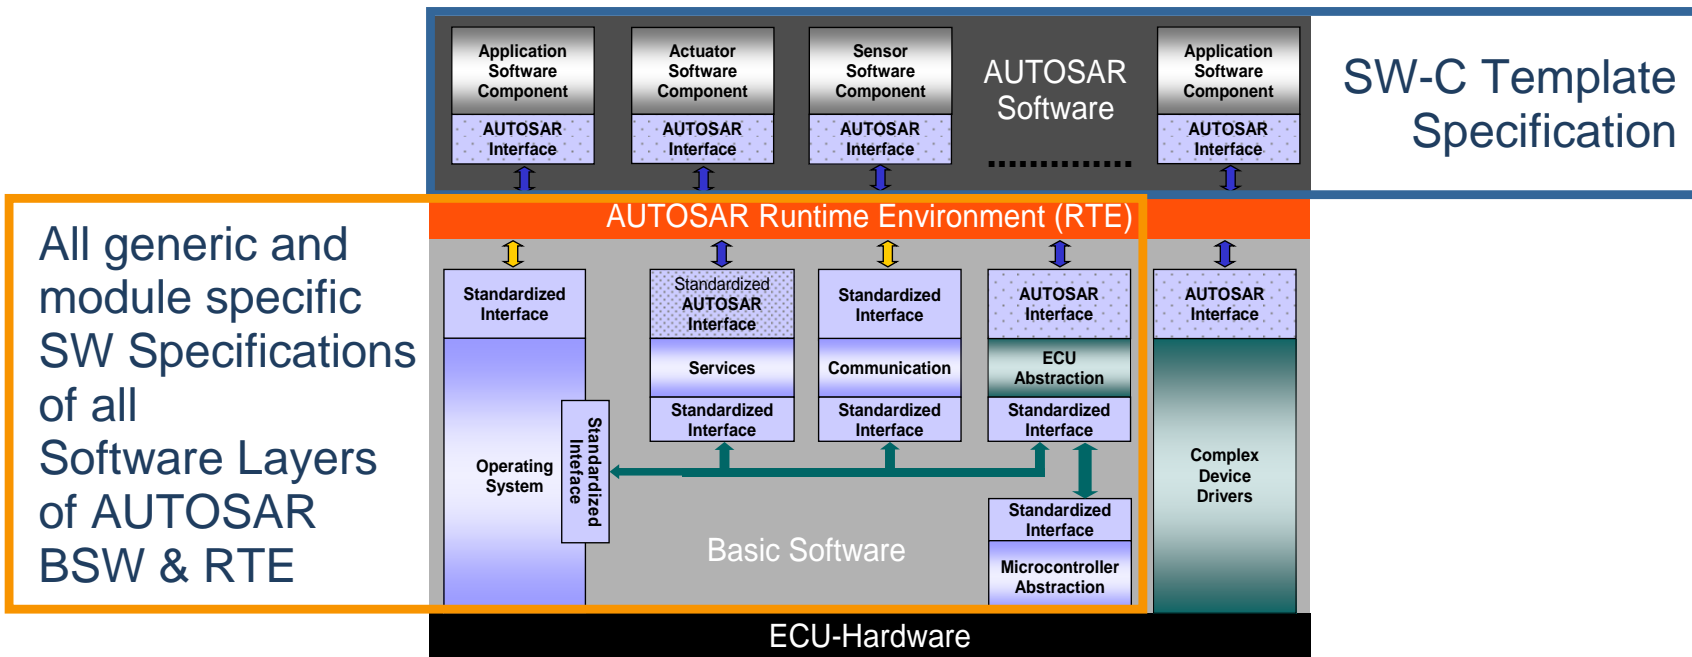 Application
Software
Component
AUTOSAR
Interface
Actuator
Software
Component
AUTOSAR
Interface
Sensor
Software
Component
AUTOSAR
Interface
AUTOSAR
Software
Application
Software
Component
AUTOSAR
Interface
SW-C Template
Specification
AUTOSAR Runtime Environment (RTE)
All generic and
module specific
SW Specifications
of all
Software Layers
of AUTOSAR
BSW & RTE
Standardized
Interface
Operating
System
Standardized
Inteface
Standardized
AUTOSAR
Interface
Services
Standardized
Interface
Standardized
Interface
Communication
Standardized
Interface
AUTOSAR
Interface
ECU
Abstraction
Standardized
Interface
Standardized
Interface
Microcontroller
Abstraction
AUTOSAR
Interface
Complex
Device
Drivers
Basic Software
ECU-Hardware